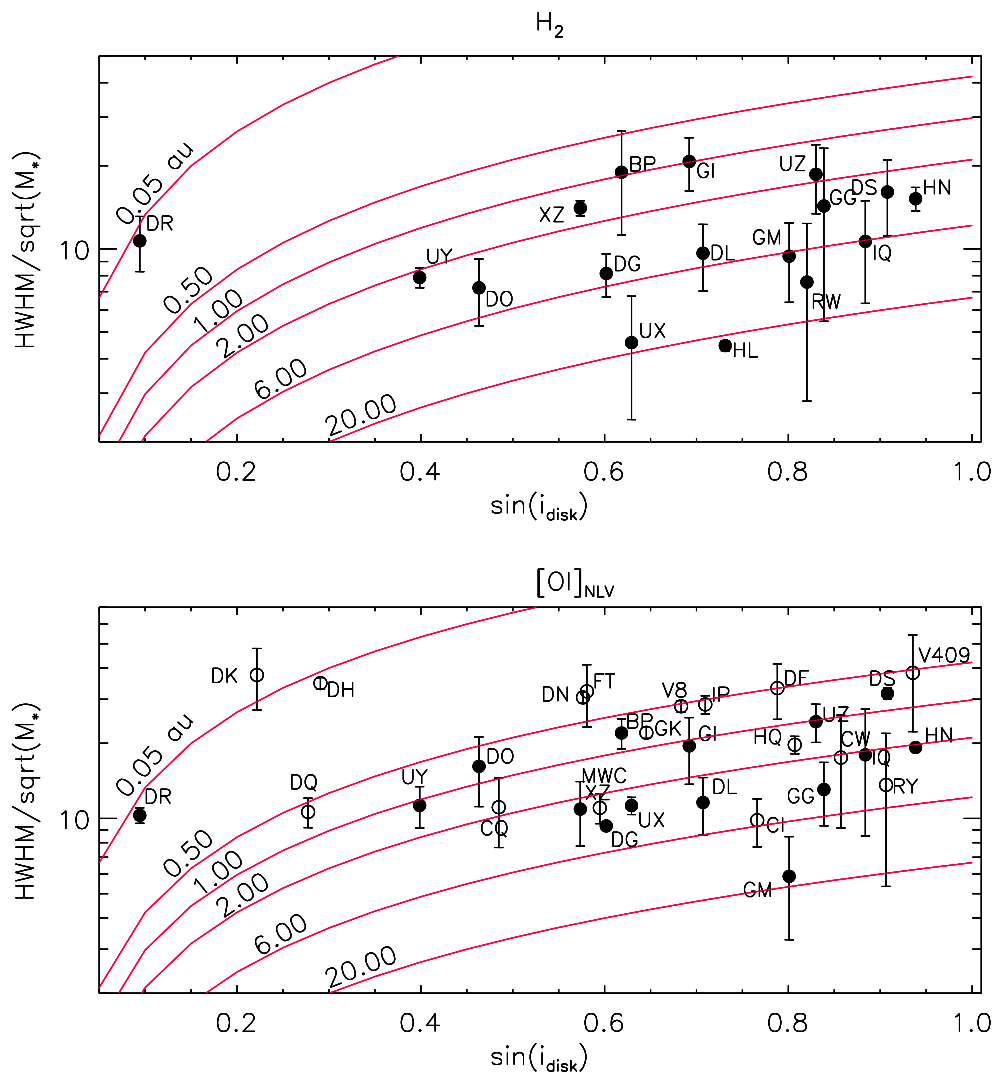 H2
HWHM/sqrt(M*)
10
0.05 au
0.50
1.00
2.00
6.00
20.00
DR
UY
DO
XZ
BP
DG
UX
GI
DL
HL
GM
UZ
GG
RW
DS
IQ
HN
0.2 0.4 0.6 0.8 1.0
sin(idisk)
[OI]NLV
HWHM/sqrt(M*)
10
0.05 au
0.50
1.00
2.00
6.00
20.00
DK
DH
DR
DQ
UY
DO
CQ
DN
FT
BP
GK
MWC
XZ
DG
UX
V8
IP
GI
DL
DF
HQ
UZ
CW
CI
GG
GM
IQ
DS
V409
HN
RY
0.2 0.4 0.6 0.8 1.0
sin(idisk)